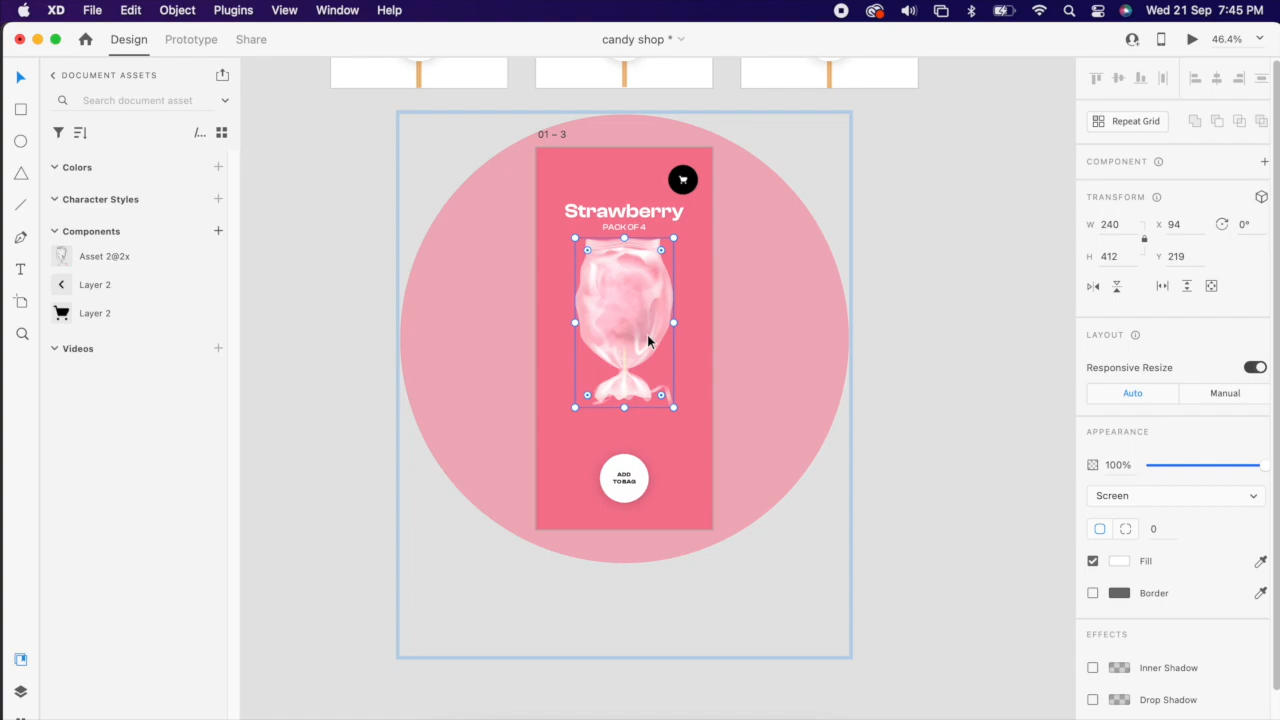 XD File Edit Object Plugins View Window Help Wed 21 Sep 7:45 PM
Design Prototype Share candy shop * 46.4%
DOCUMENT ASSETS
Search document asset
/...
Colors
Character Styles
Components
Asset 2@2x
Layer 2
Layer 2
Videos
01 – 3
Strawberry
PACK OF 4
ADD
TO BAG
Repeat Grid
COMPONENT
TRANSFORM
W 240 X 94 0°
H 412 Y 219
LAYOUT
Responsive Resize
Auto Manual
APPEARANCE
100%
Screen
0
Fill
Border
EFFECTS
Inner Shadow
Drop Shadow